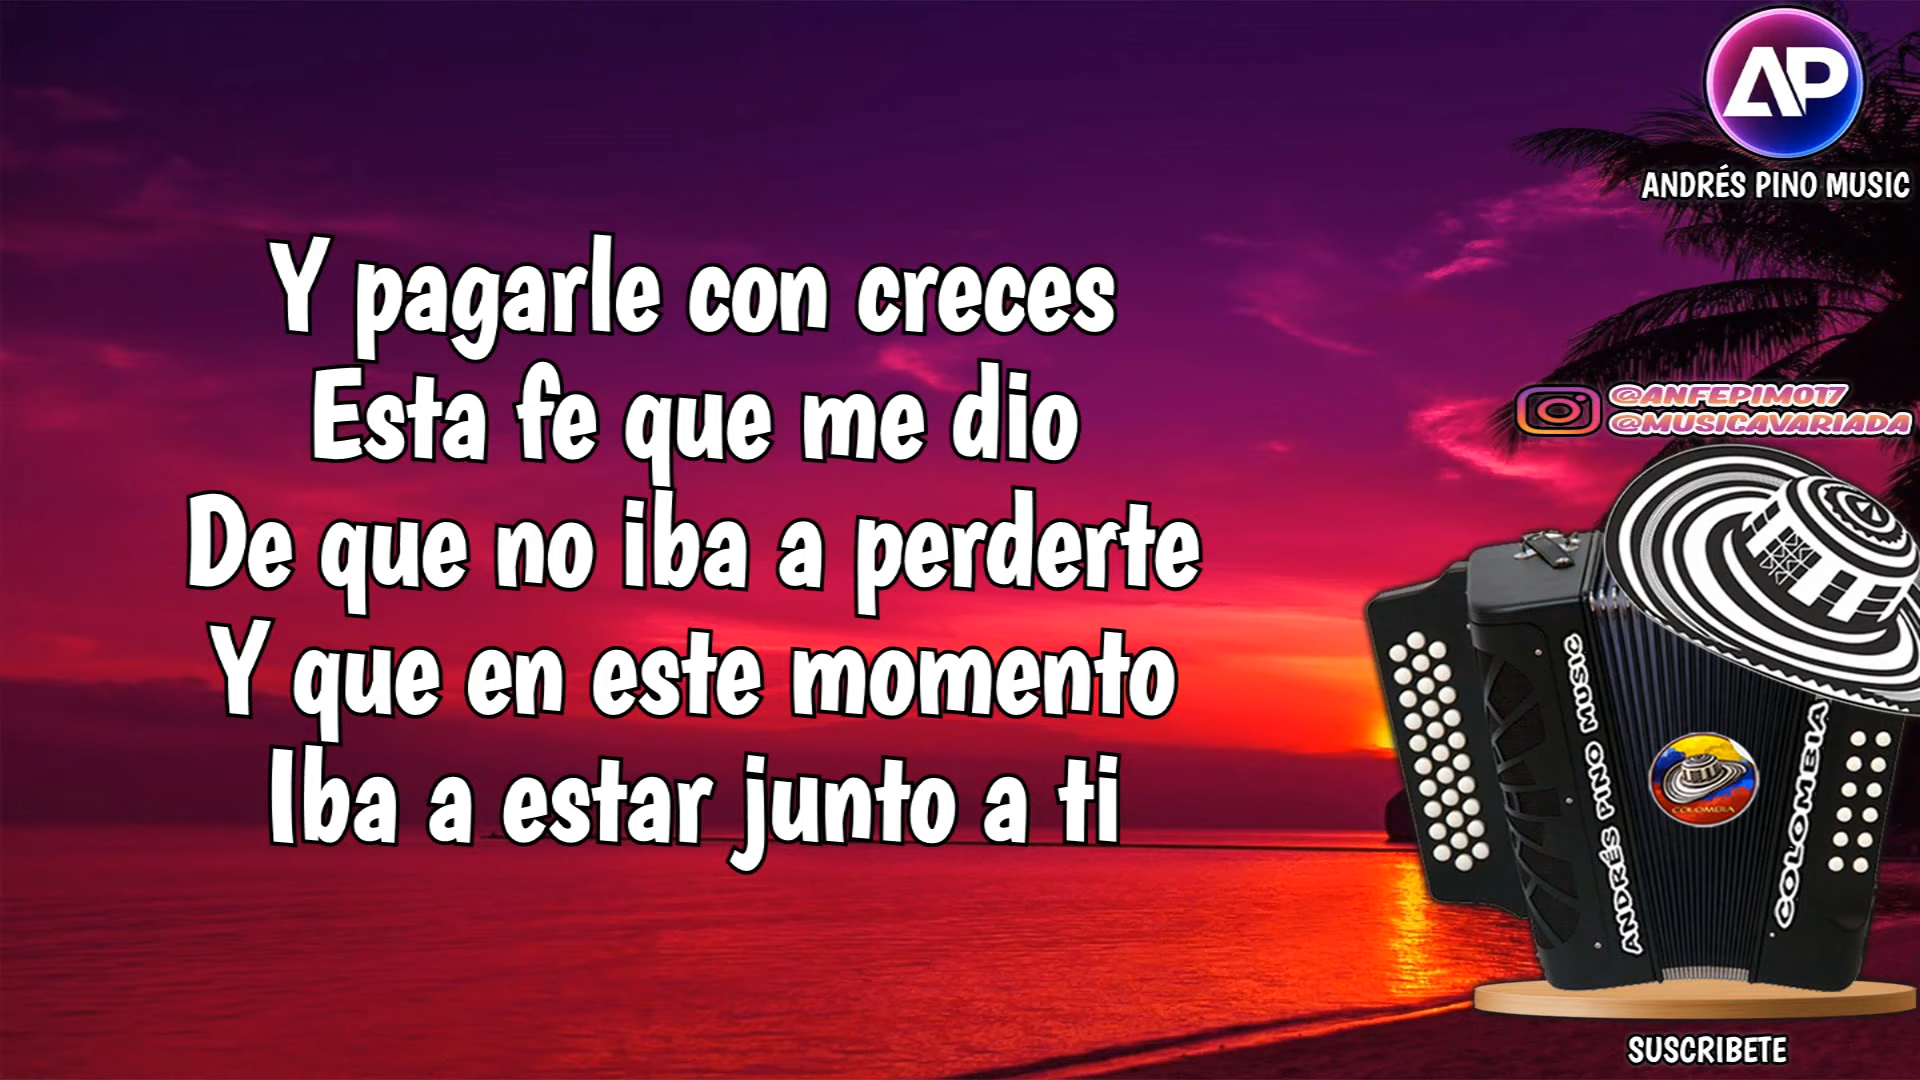 AP
ANDRÉS PINO MUSIC
Y pagarle con creces
Esta fe que me dio
De que no iba a perderte
Y que en este momento
Iba a estar junto a ti
@ANFEPIMO17
@MUSICAVARIADA
ANDRÉS PINO MUSIC
COLOMBIA
COLOMBIA
SUSCRIBETE